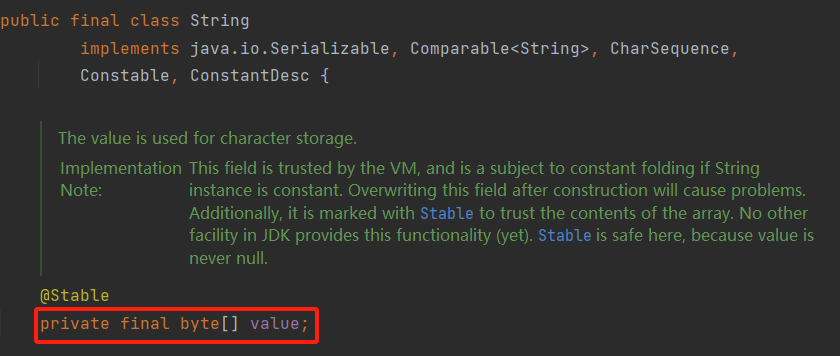 public final class String
implements java.io.Serializable, Comparable<String>, CharSequence,
Constable, ConstantDesc {
The value is used for character storage.
Implementation Note:
This field is trusted by the VM, and is a subject to constant folding if String
instance is constant. Overwriting this field after construction will cause problems.
Additionally, it is marked with Stable to trust the contents of the array. No other
facility in JDK provides this functionality (yet). Stable is safe here, because value is
never null.
@Stable
private final byte[] value;